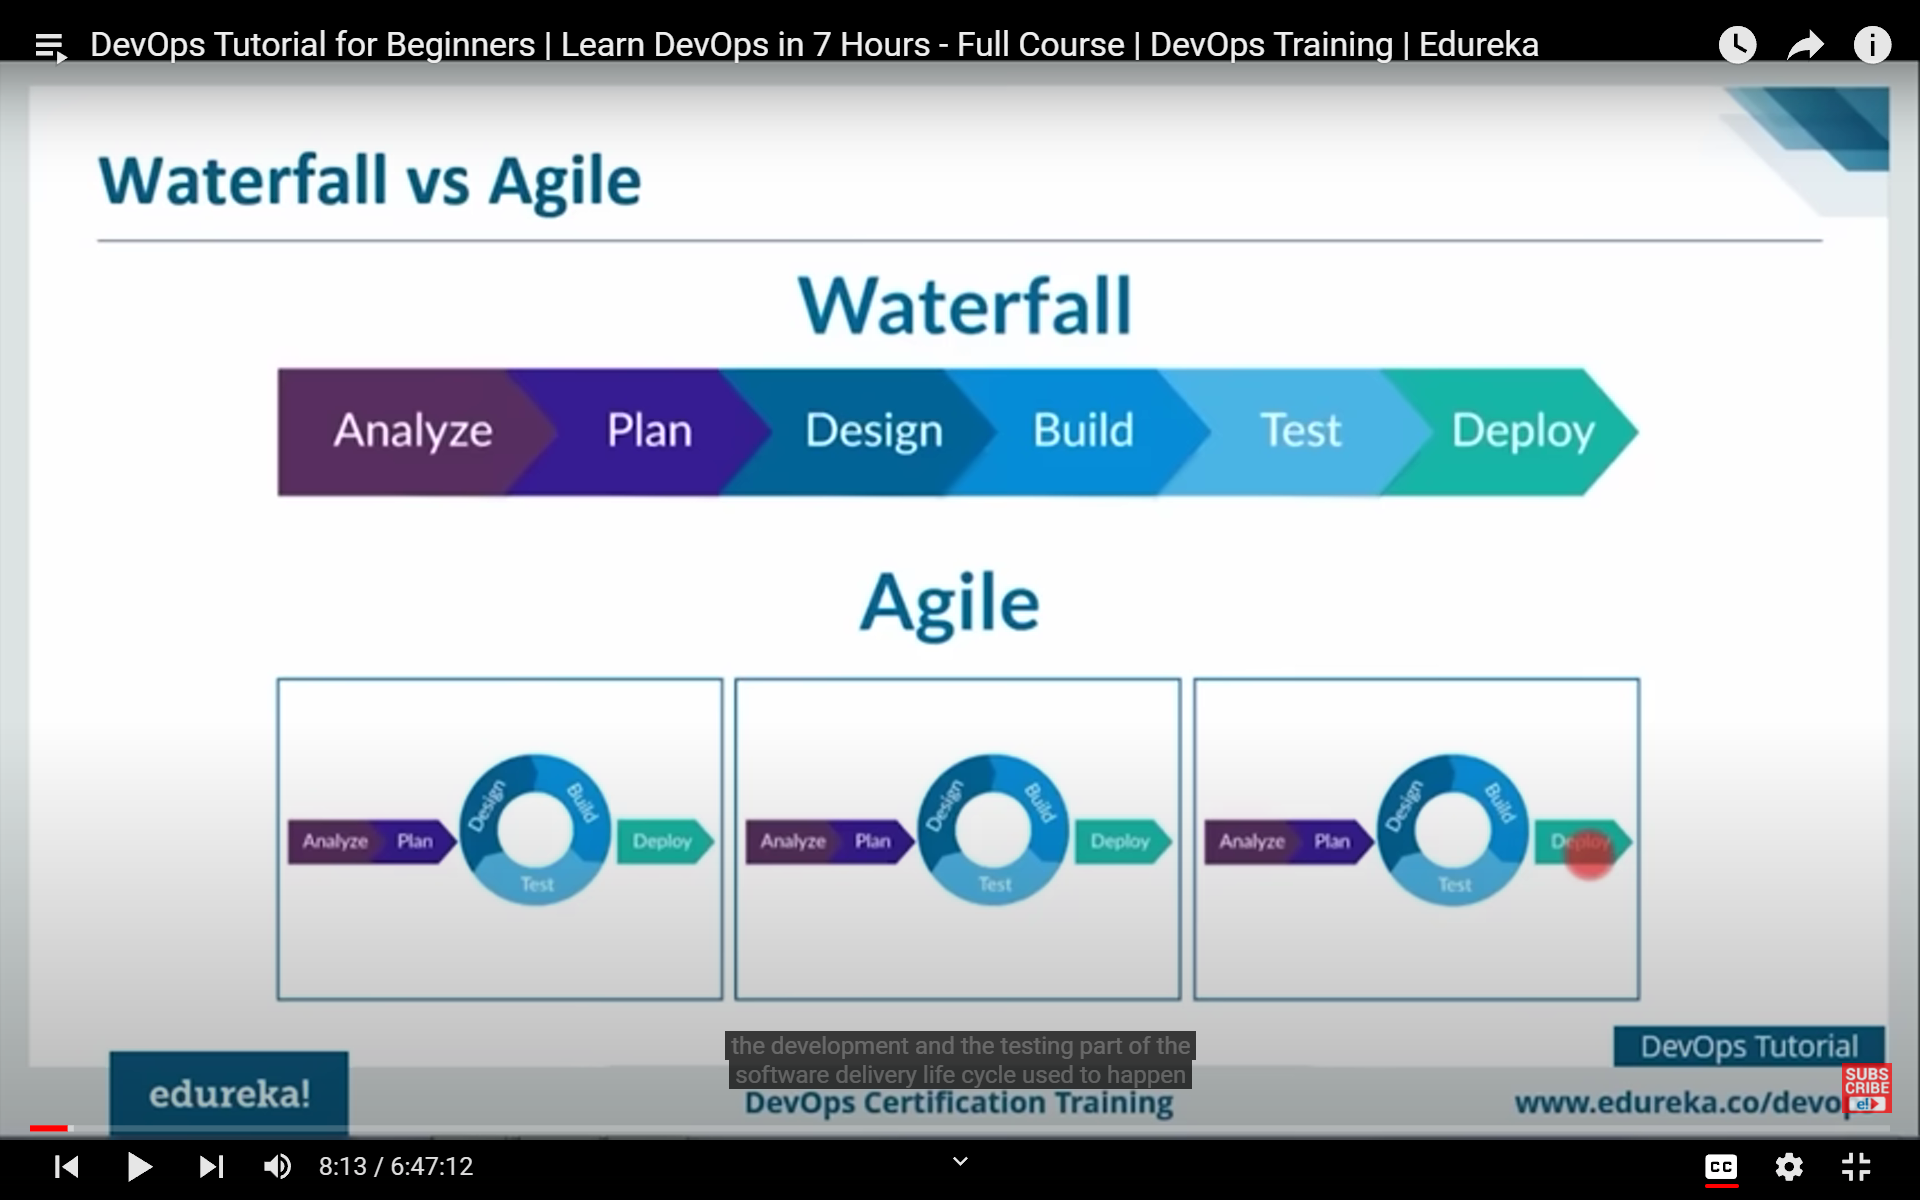 DevOps Tutorial for Beginners | Learn DevOps in 7 Hours - Full Course | DevOps Training | Edureka
Waterfall vs Agile
Waterfall
Analyze Plan Design Build Test Deploy
Agile
Analyze Plan Design Build Test Deploy
Analyze Plan Design Build Test Deploy
Analyze Plan Design Build Test Deploy
the development and the testing part of the
software delivery life cycle used to happen
DevOps Tutorial
edureka!
DevOps Certification Training
www.edureka.co/devop
SUBS
CRIBE
e!
8:13 / 6:47:12
CC